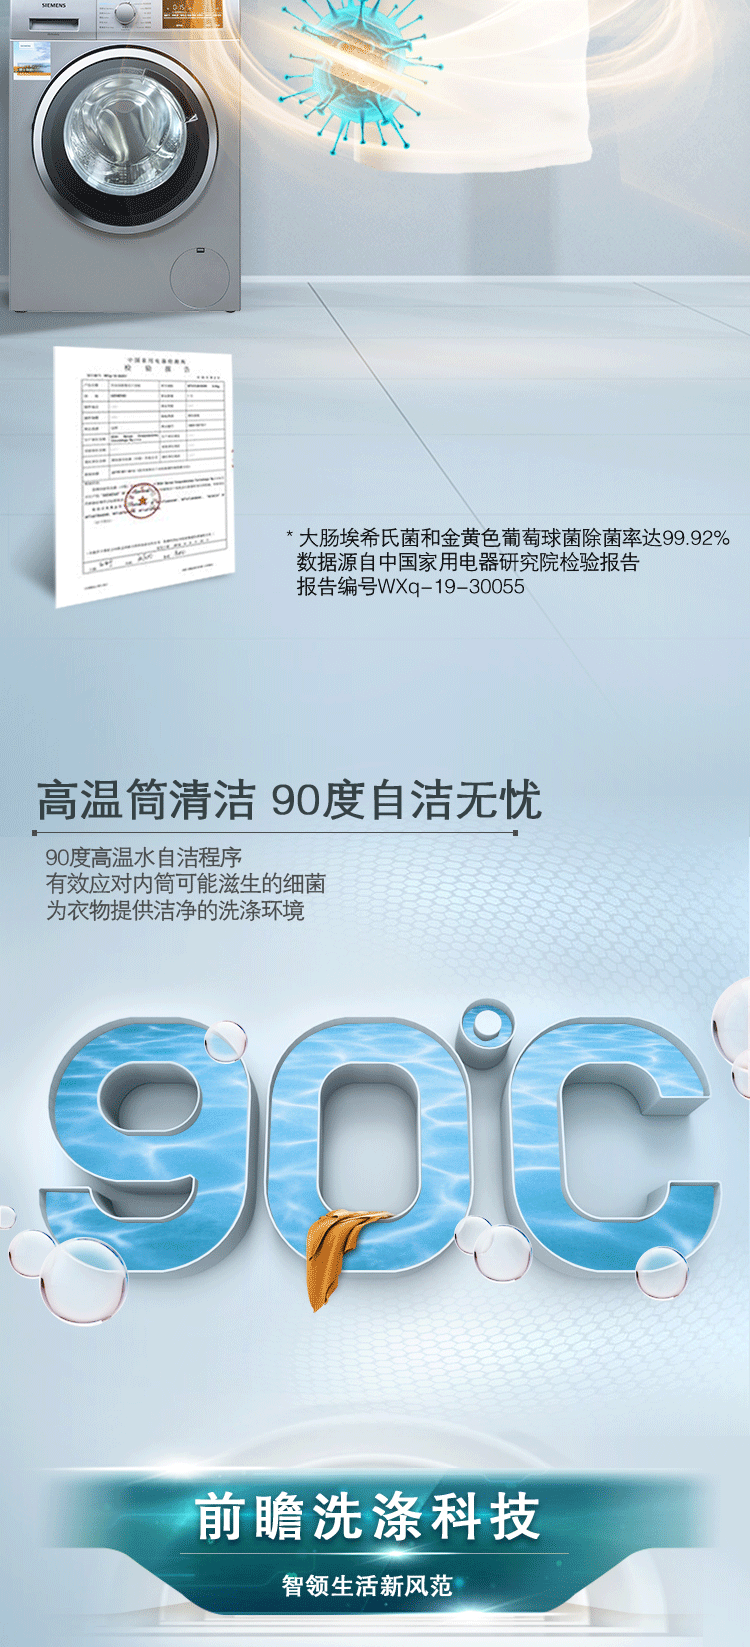 SIEMENS
检 验 报 告
* 大肠埃希氏菌和金黄色葡萄球菌除菌率达99.92%
数据源自中国家用电器研究院检验报告
报告编号WXq-19-30055
高温筒清洁 90度自洁无忧
90度高温水自洁程序
有效应对内筒可能滋生的细菌
为衣物提供洁净的洗涤环境
90°C
前瞻洗涤科技
智领生活新风范